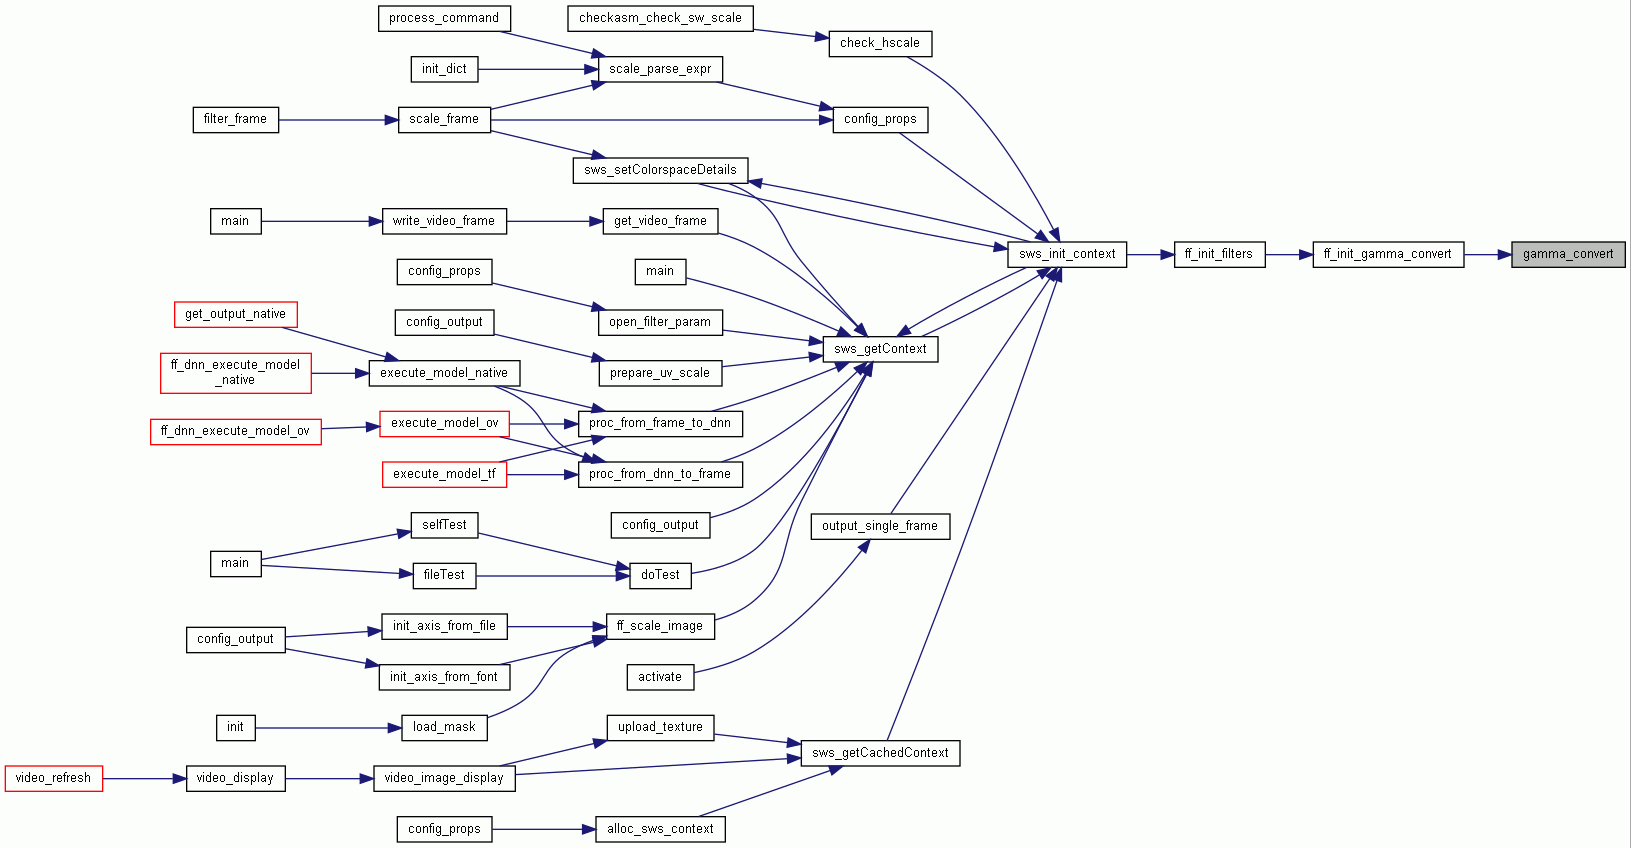 process_command
checkasm_check_sw_scale
check_hscale
init_dict
scale_parse_expr
filter_frame
scale_frame
config_props
sws_setColorspaceDetails
main
write_video_frame
get_video_frame
sws_init_context
ff_init_filters
ff_init_gamma_convert
gamma_convert
config_props
main
get_output_native
config_output
open_filter_param
sws_getContext
ff_dnn_execute_model
_native
execute_model_native
prepare_uv_scale
ff_dnn_execute_model_ov
execute_model_ov
proc_from_frame_to_dnn
execute_model_tf
proc_from_dnn_to_frame
selfTest
config_output
output_single_frame
main
fileTest
doTest
config_output
init_axis_from_file
ff_scale_image
init_axis_from_font
activate
init
load_mask
upload_texture
sws_getCachedContext
video_refresh
video_display
video_image_display
config_props
alloc_sws_context